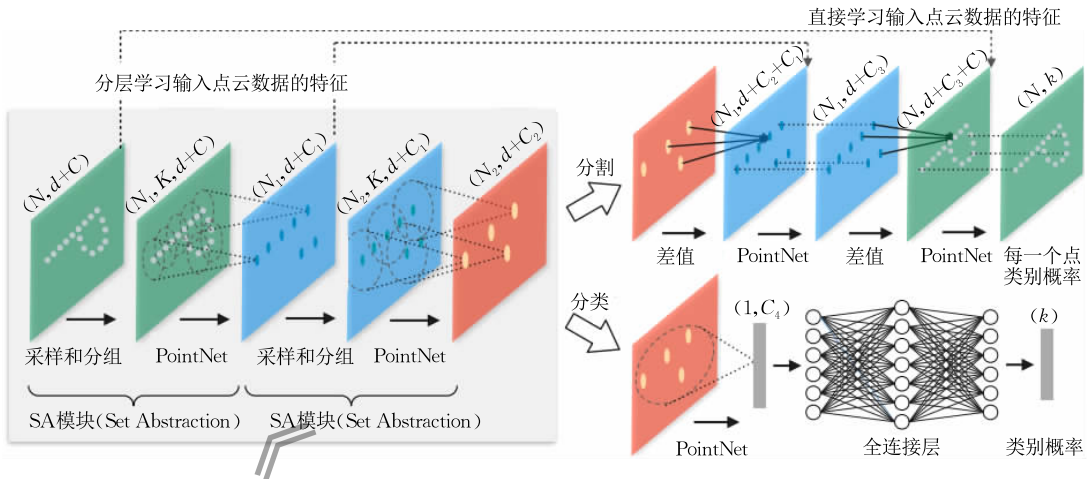 直接学习输入点云数据的特征
分层学习输入点云数据的特征
(N,d+C)
(N₁,K,d+C)
(N₁,d+C₁)
(N₂,K,d+C₁)
(N₂,d+C₂)
采样和分组
PointNet
采样和分组
PointNet
SA模块(Set Abstraction)
SA模块(Set Abstraction)
分割
(N₁,d+C₂+C₁)
(N₁,d+C₃)
(N,d+C₃+C)
(N,k)
差值
PointNet
差值
PointNet
每一个点
类别概率
分类
(1,C₄)
(k)
PointNet
全连接层
类别概率